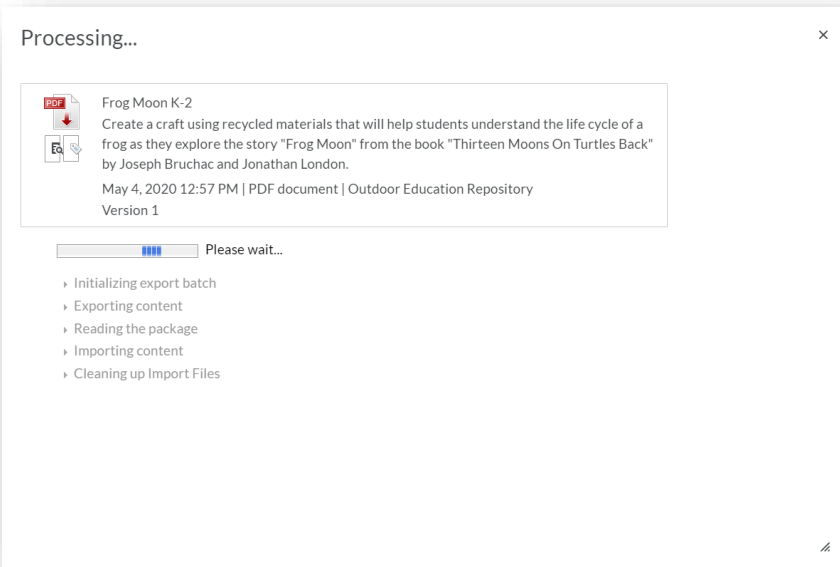 Processing...
PDF
Frog Moon K-2
Create a craft using recycled materials that will help students understand the life cycle of a
frog as they explore the story "Frog Moon" from the book "Thirteen Moons On Turtles Back"
by Joseph Bruchac and Jonathan London.
May 4, 2020 12:57 PM | PDF document | Outdoor Education Repository
Version 1
Please wait...
Initializing export batch
Exporting content
Reading the package
Importing content
Cleaning up Import Files